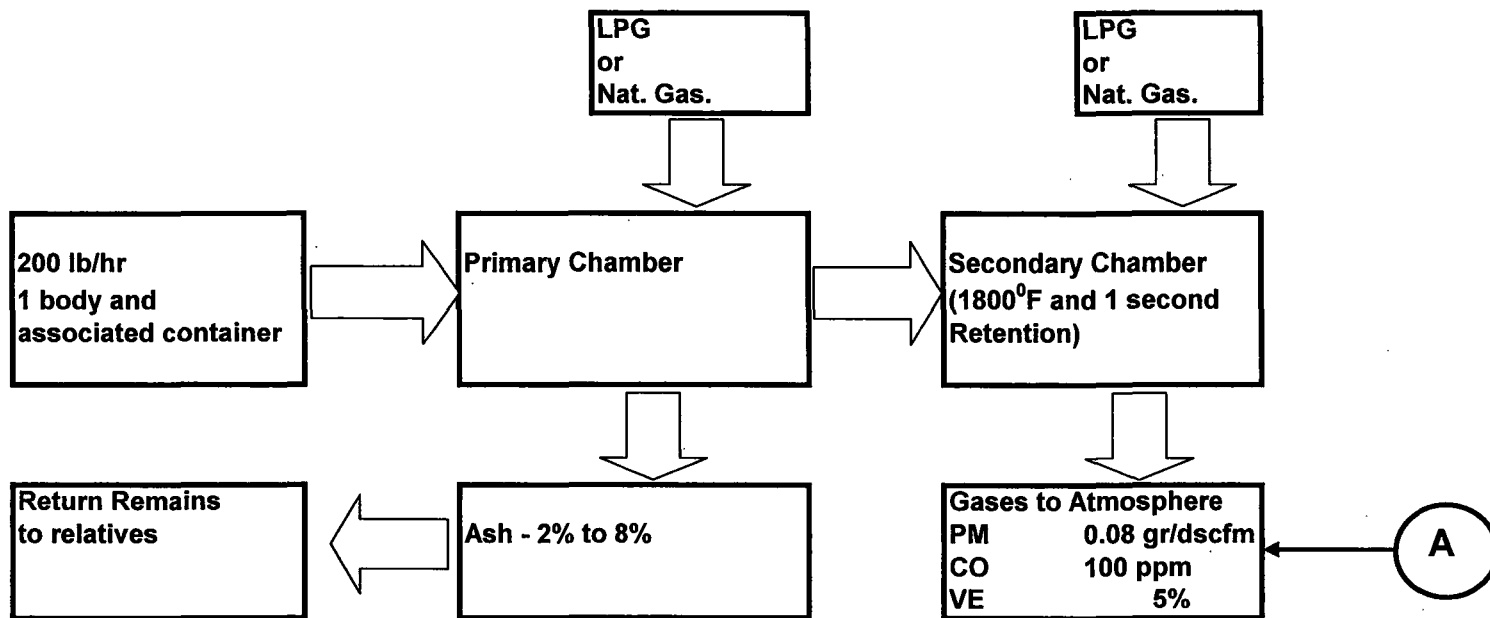 LPG
or
Nat. Gas.
LPG
or
Nat. Gas.
200 lb/hr
1 body and
associated container
Primary Chamber
Secondary Chamber
(1800⁰F and 1 second
Retention)
Return Remains
to relatives
Ash - 2% to 8%
Gases to Atmosphere
PM 0.08 gr/dscfm
CO 100 ppm
VE 5%
A